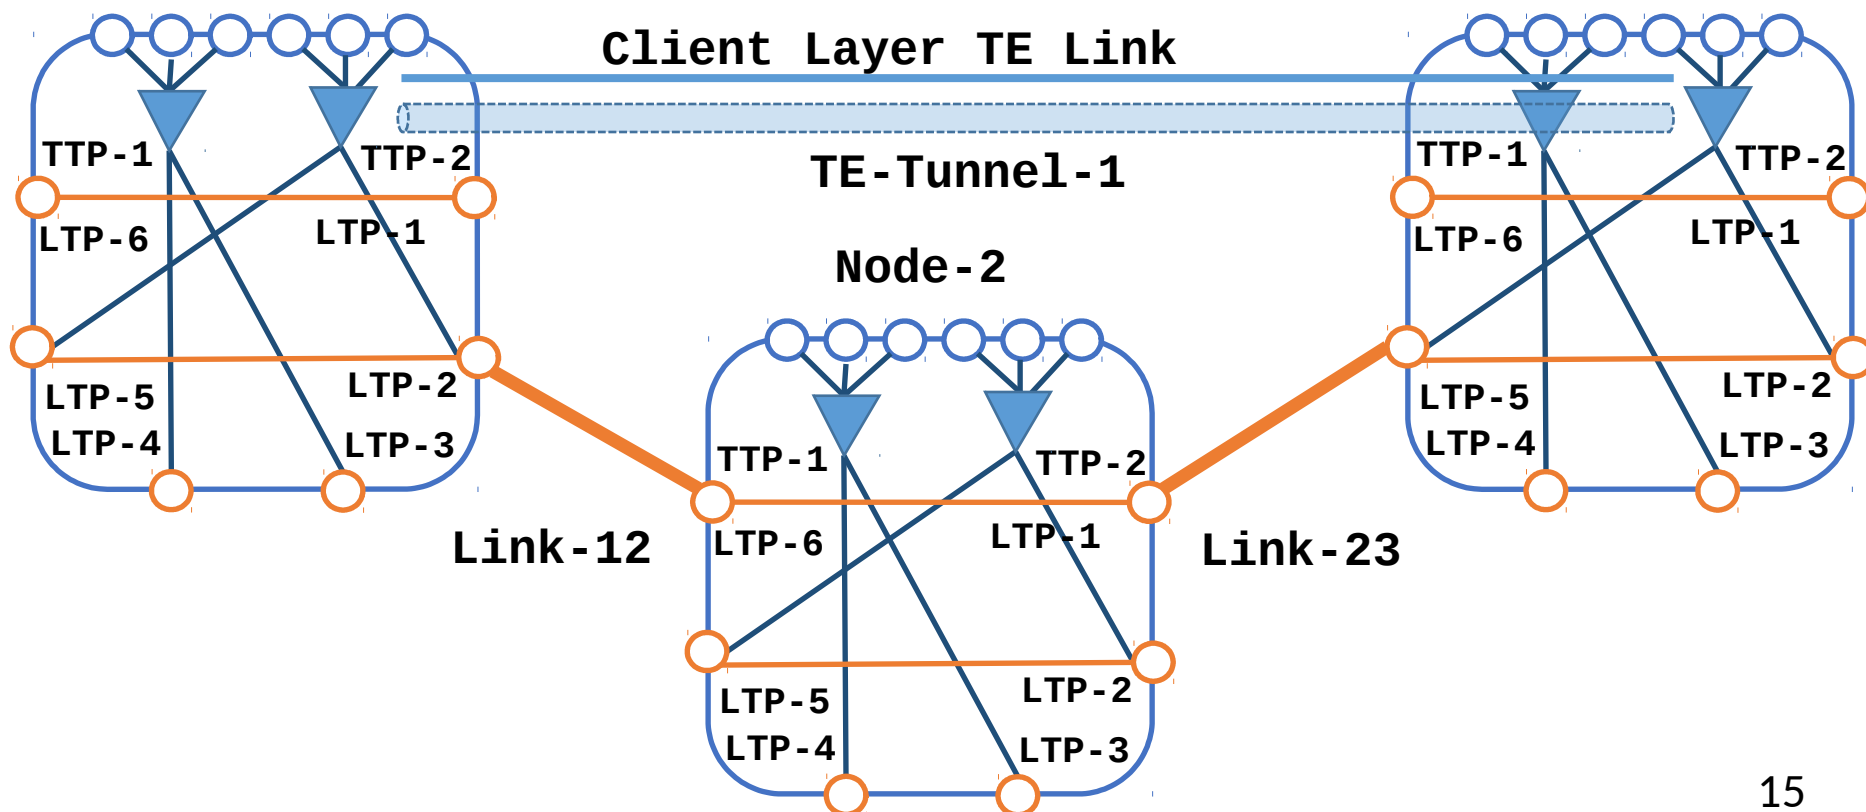 Client Layer TE Link
TTP-1
TTP-2
TE-Tunnel-1
TTP-1
TTP-2
LTP-6
LTP-1
LTP-6
LTP-1
Node-2
LTP-5
LTP-2
LTP-5
LTP-2
LTP-4
LTP-3
LTP-4
LTP-3
TTP-1
TTP-2
Link-12
LTP-6
LTP-1
Link-23
LTP-5
LTP-2
LTP-4
LTP-3
15